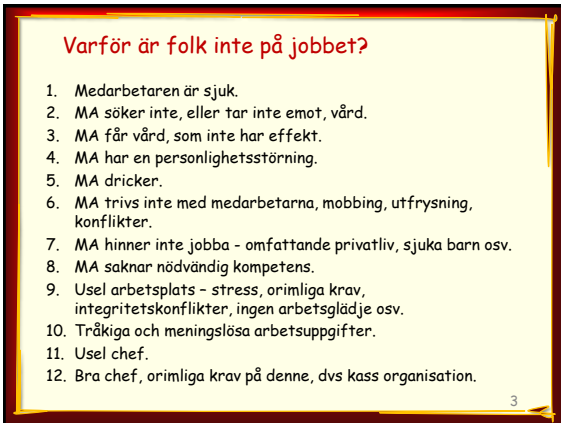 Varför är folk inte på jobbet?
1. Medarbetaren är sjuk.
2. MA söker inte, eller tar inte emot, vård.
3. MA får vård, som inte har effekt.
4. MA har en personlighetsstörning.
5. MA dricker.
6. MA trivs inte med medarbetarna, mobbing, utfrysning,
konflikter.
7. MA hinner inte jobba - omfattande privatliv, sjuka barn osv.
8. MA saknar nödvändig kompetens.
9. Usel arbetsplats – stress, orimliga krav,
integritetskonflikter, ingen arbetsglädje osv.
10. Tråkiga och meningslösa arbetsuppgifter.
11. Usel chef.
12. Bra chef, orimliga krav på denne, dvs kass organisation.
3